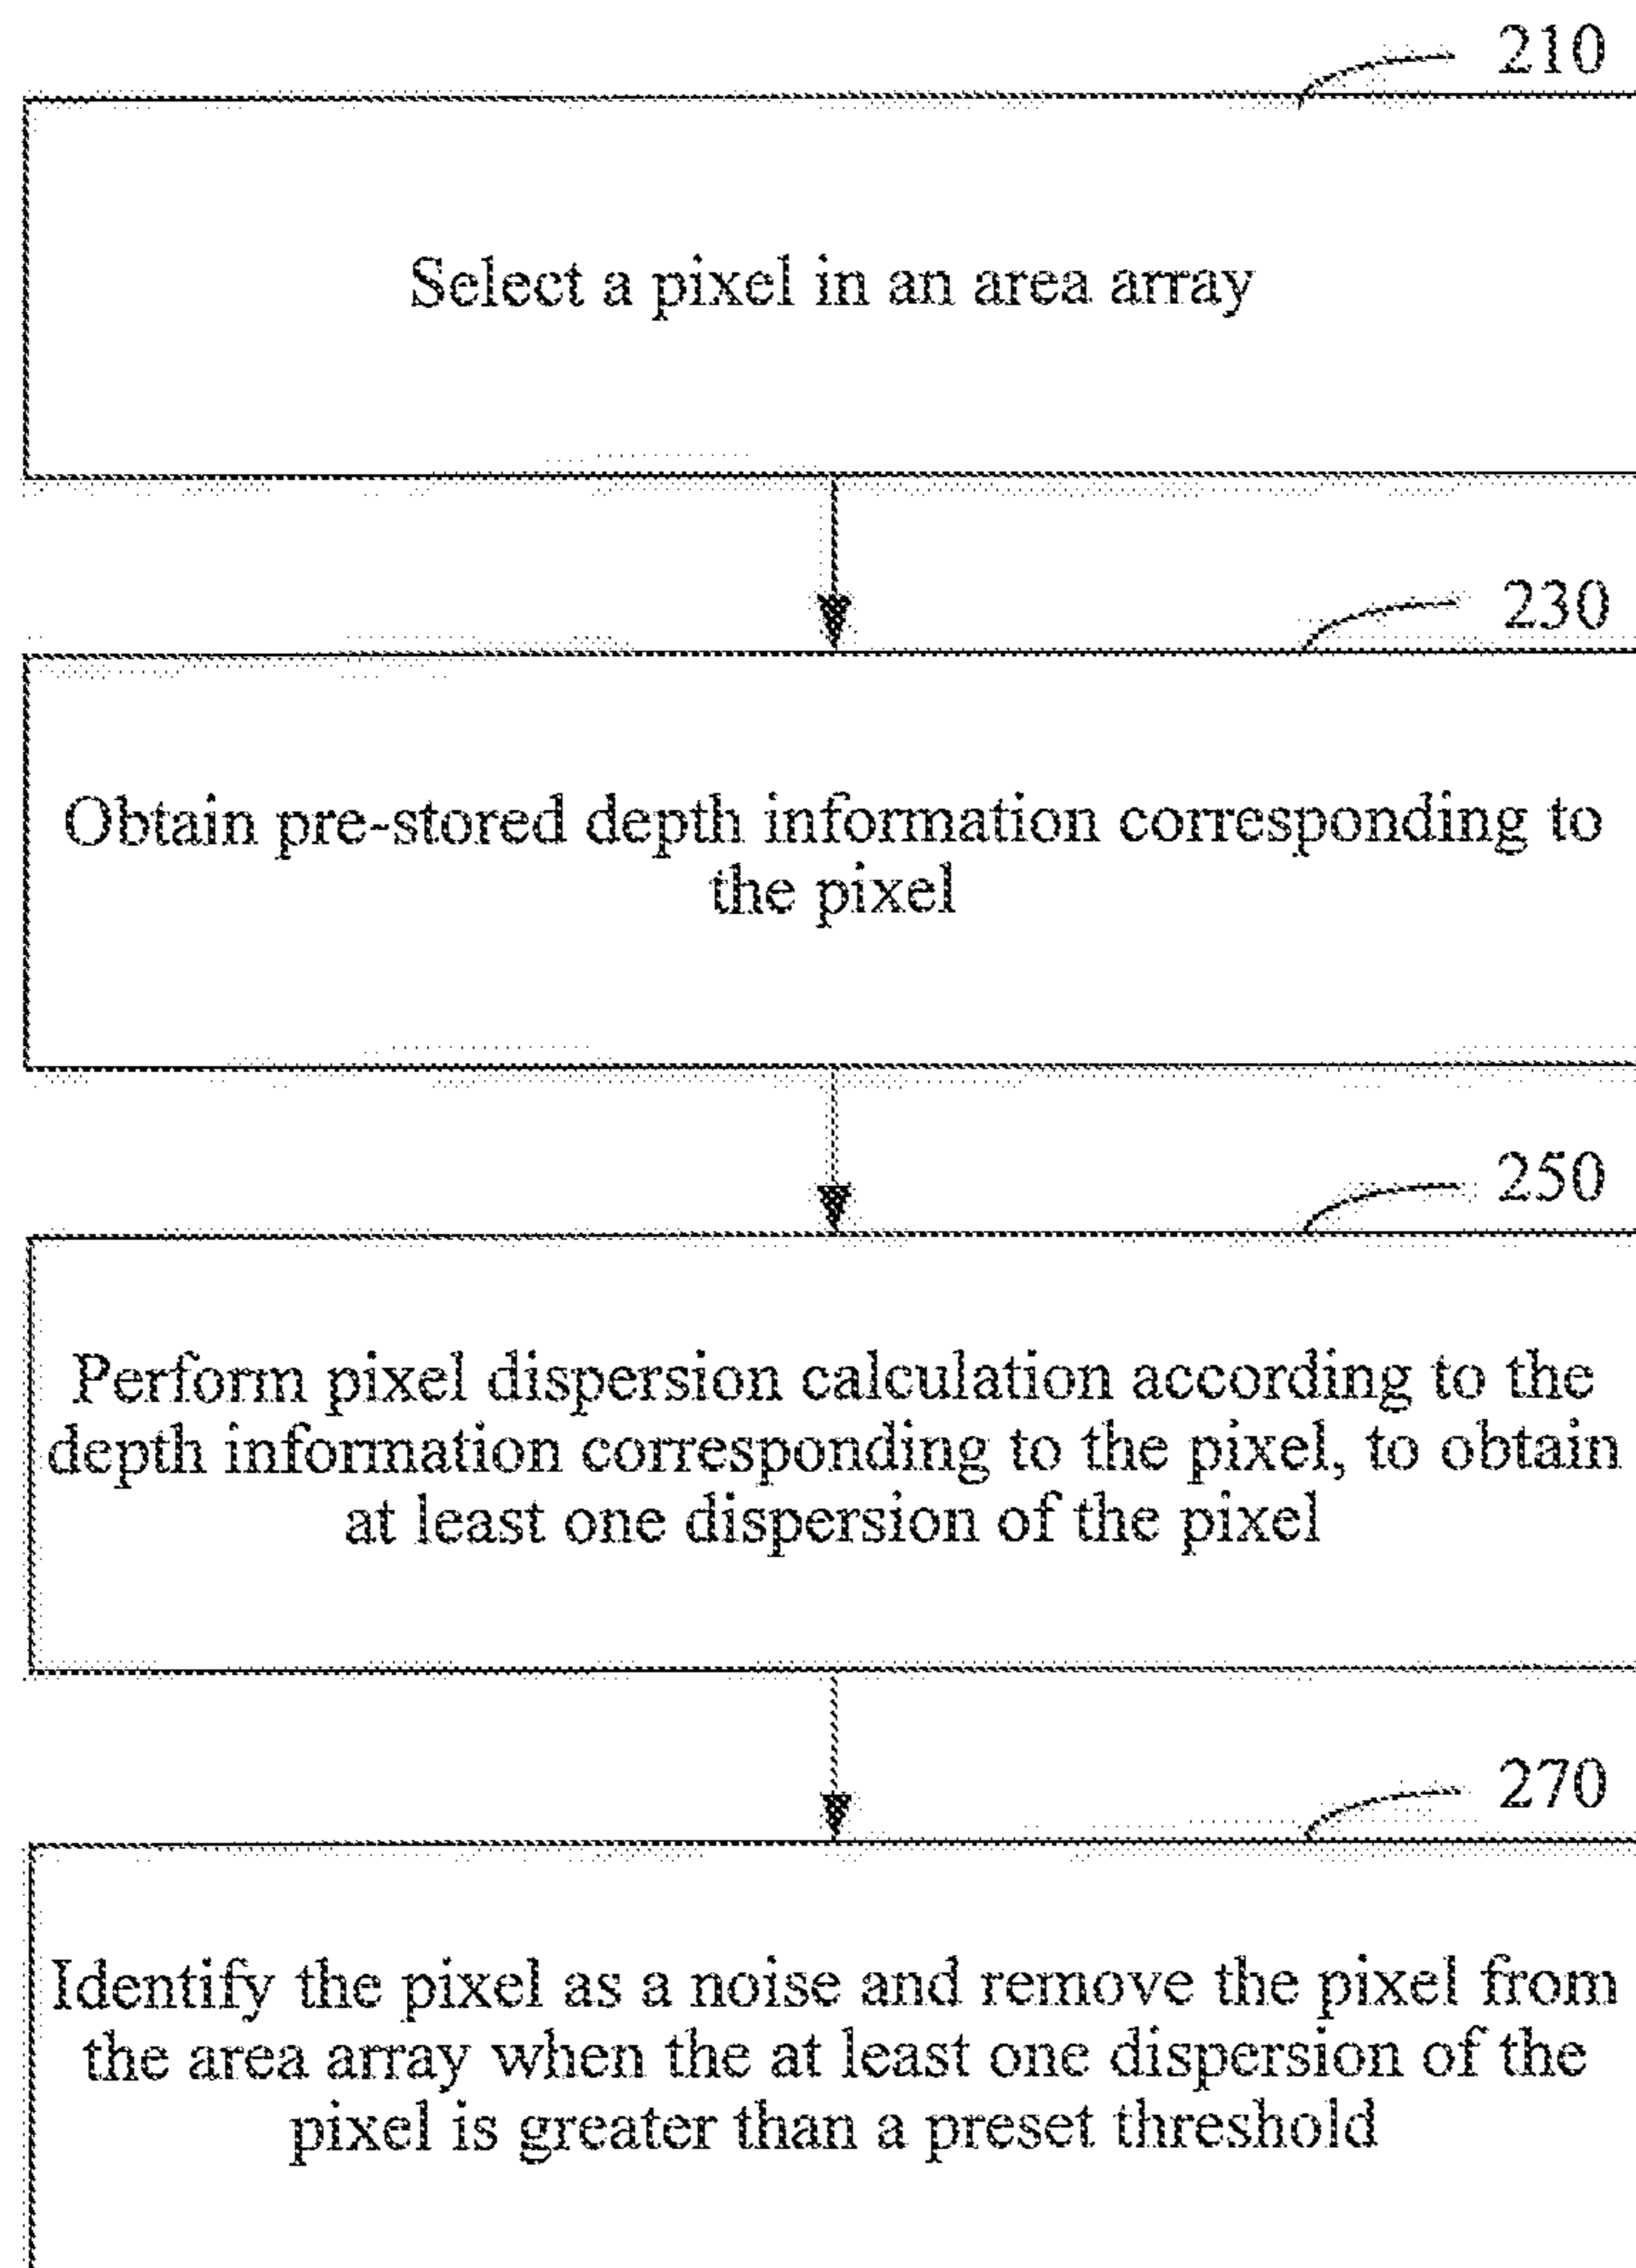 210
Select a pixel in an area array
230
Obtain pre-stored depth information corresponding to
the pixel
250
Perform pixel dispersion calculation according to the
depth information corresponding to the pixel, to obtain
at least one dispersion of the pixel
270
Identify the pixel as a noise and remove the pixel from
the area array when the at least one dispersion of the
pixel is greater than a preset threshold